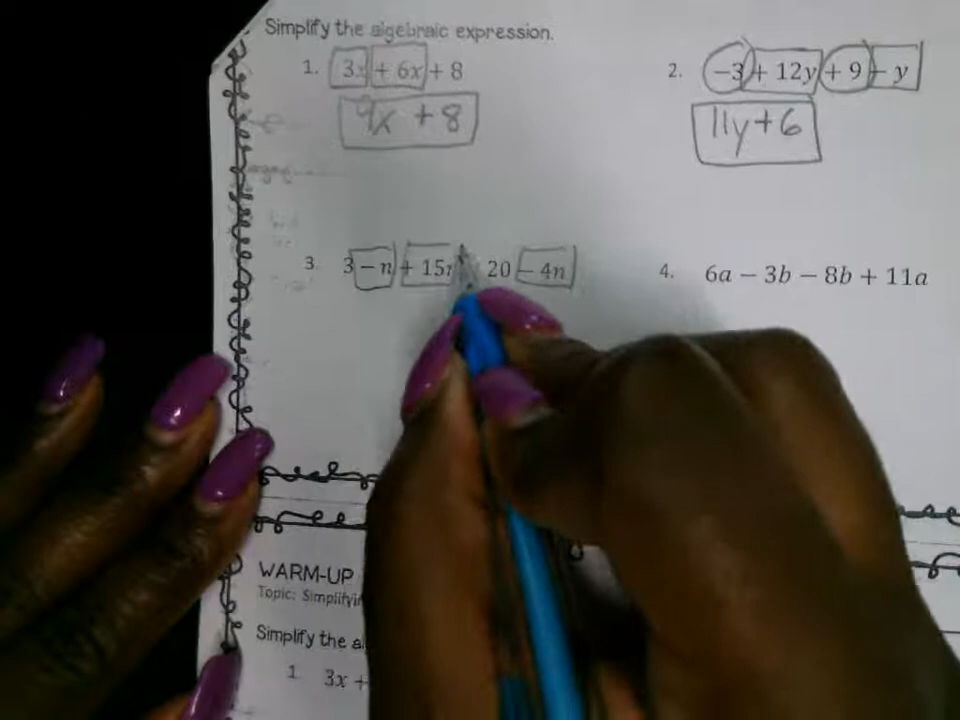 Simplify the algebraic expression.
1. 3x + 6x + 8
9x + 8
2. −3 + 12y + 9 − y
11y + 6
3. 3 − n + 15 20 − 4n
4. 6a − 3b − 8b + 11a
WARM-UP
Topic:
Simplify the
1. 3x +